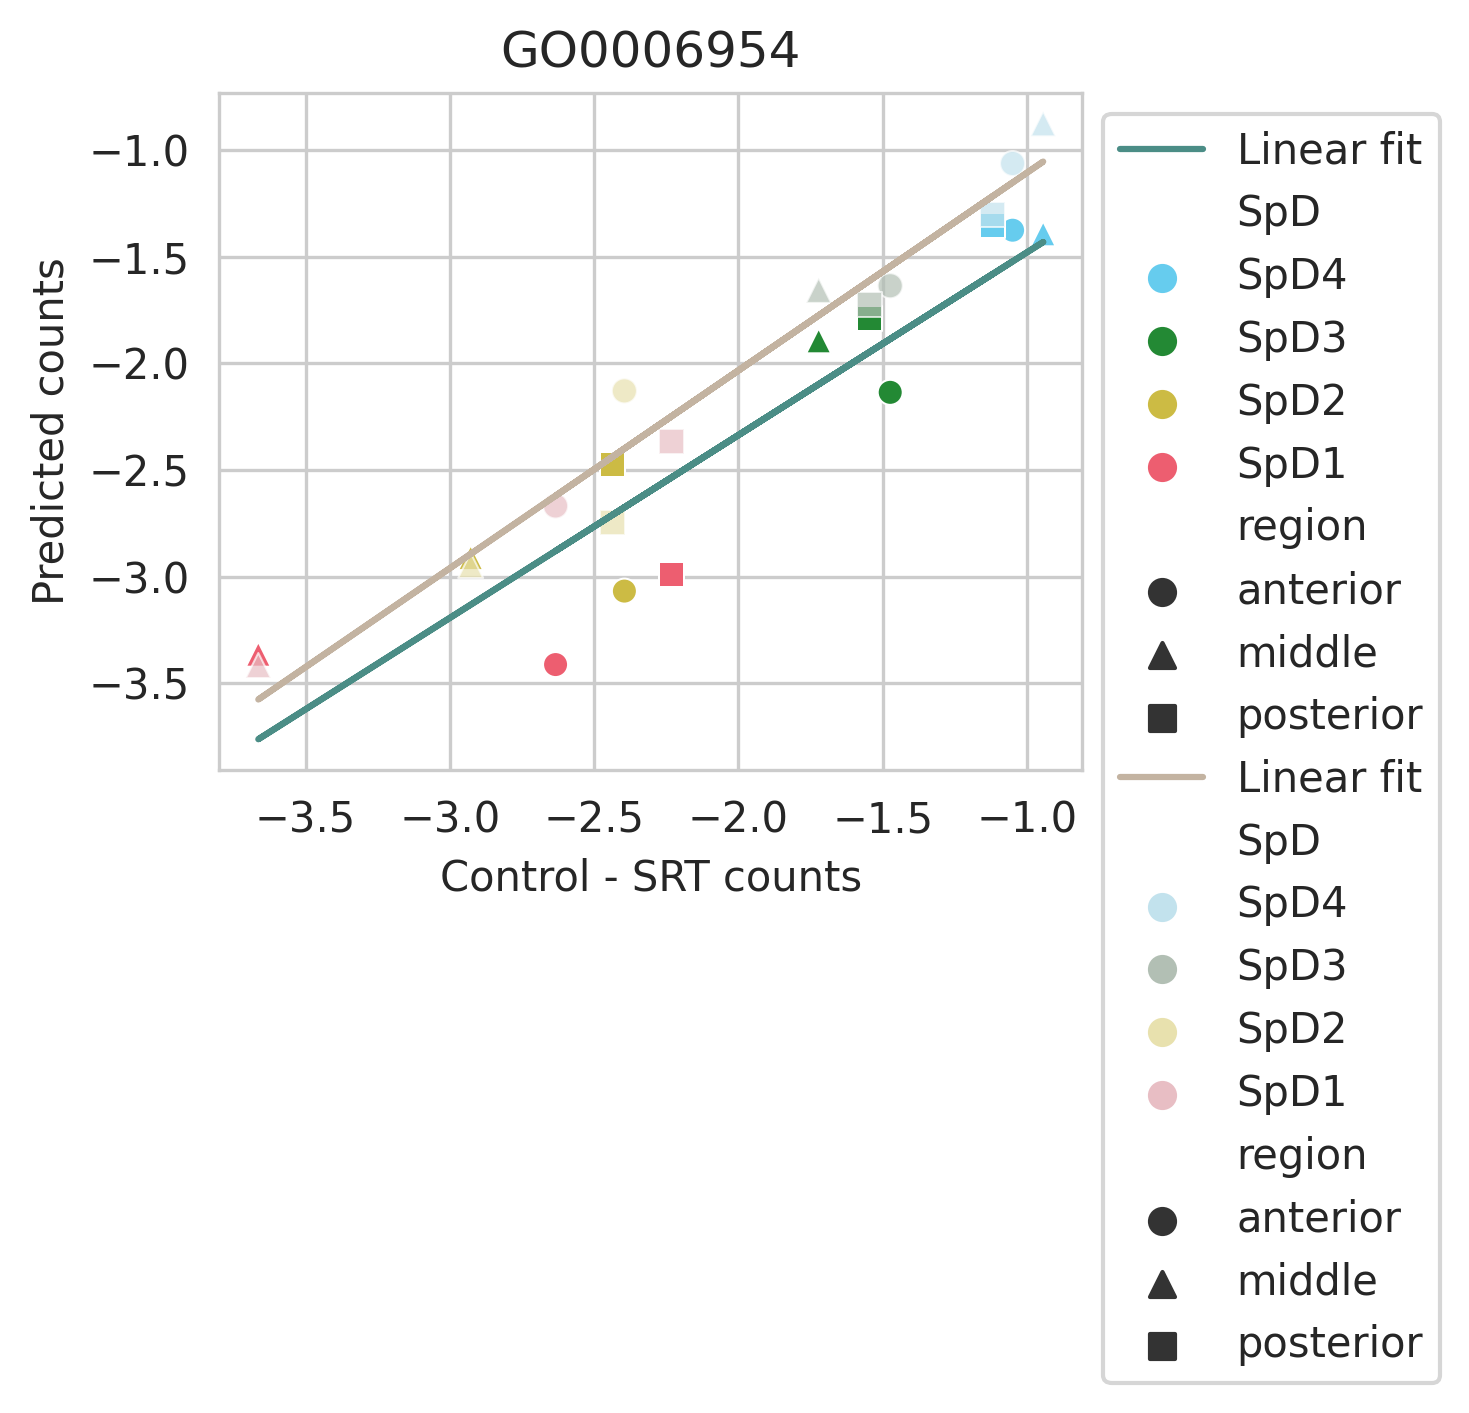 GO0006954
Predicted counts
−1.0
−1.5
−2.0
−2.5
−3.0
−3.5
−3.5 −3.0 −2.5 −2.0 −1.5 −1.0
Control - SRT counts
Linear fit
SpD
SpD4
SpD3
SpD2
SpD1
region
anterior
middle
posterior
Linear fit
SpD
SpD4
SpD3
SpD2
SpD1
region
anterior
middle
posterior